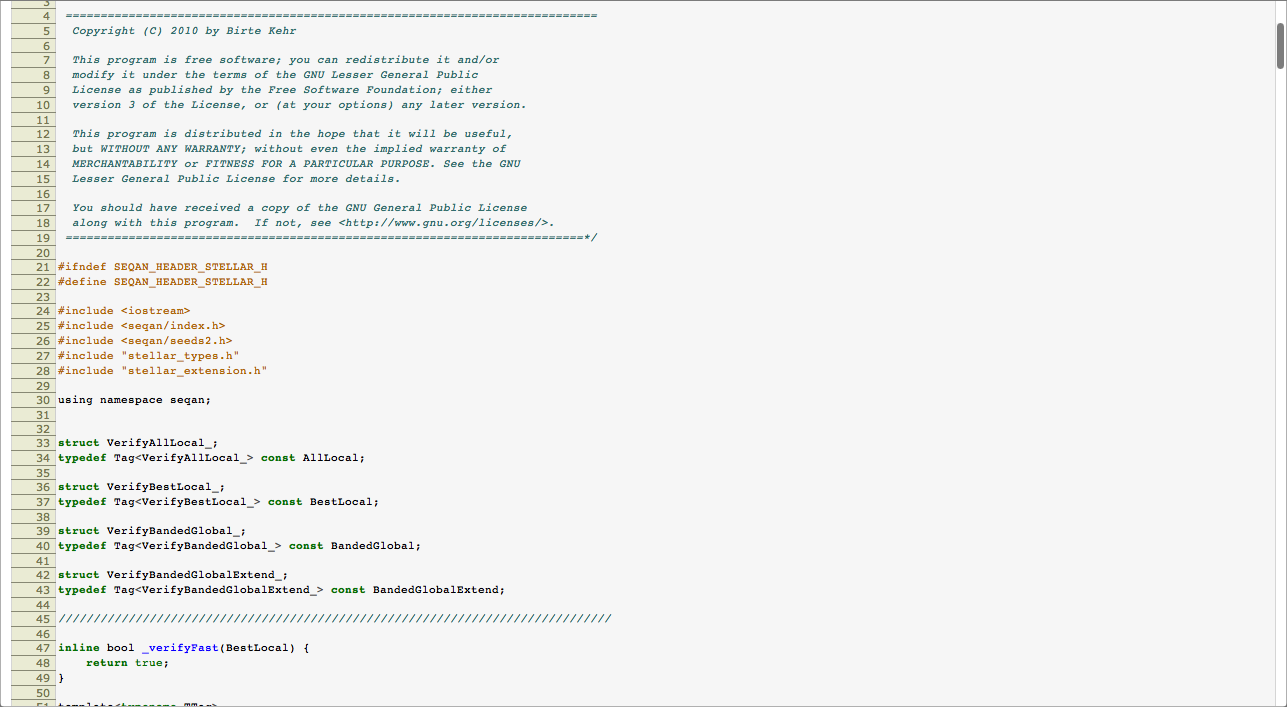 3
4 ============================================================================
5 Copyright (C) 2010 by Birte Kehr
6
7 This program is free software; you can redistribute it and/or
8 modify it under the terms of the GNU Lesser General Public
9 License as published by the Free Software Foundation; either
10 version 3 of the License, or (at your options) any later version.
11
12 This program is distributed in the hope that it will be useful,
13 but WITHOUT ANY WARRANTY; without even the implied warranty of
14 MERCHANTABILITY or FITNESS FOR A PARTICULAR PURPOSE. See the GNU
15 Lesser General Public License for more details.
16
17 You should have received a copy of the GNU General Public License
18 along with this program.  If not, see <http://www.gnu.org/licenses/>.
19 ==========================================================================*/
20
21 #ifndef SEQAN_HEADER_STELLAR_H
22 #define SEQAN_HEADER_STELLAR_H
23
24 #include <iostream>
25 #include <seqan/index.h>
26 #include <seqan/seeds2.h>
27 #include "stellar_types.h"
28 #include "stellar_extension.h"
29
30 using namespace seqan;
31
32
33 struct VerifyAllLocal_;
34 typedef Tag<VerifyAllLocal_> const AllLocal;
35
36 struct VerifyBestLocal_;
37 typedef Tag<VerifyBestLocal_> const BestLocal;
38
39 struct VerifyBandedGlobal_;
40 typedef Tag<VerifyBandedGlobal_> const BandedGlobal;
41
42 struct VerifyBandedGlobalExtend_;
43 typedef Tag<VerifyBandedGlobalExtend_> const BandedGlobalExtend;
44
45 ///////////////////////////////////////////////////////////////////////////////
46
47 inline bool _verifyFast(BestLocal) {
48     return true;
49 }
50
51 template<typename TTag>